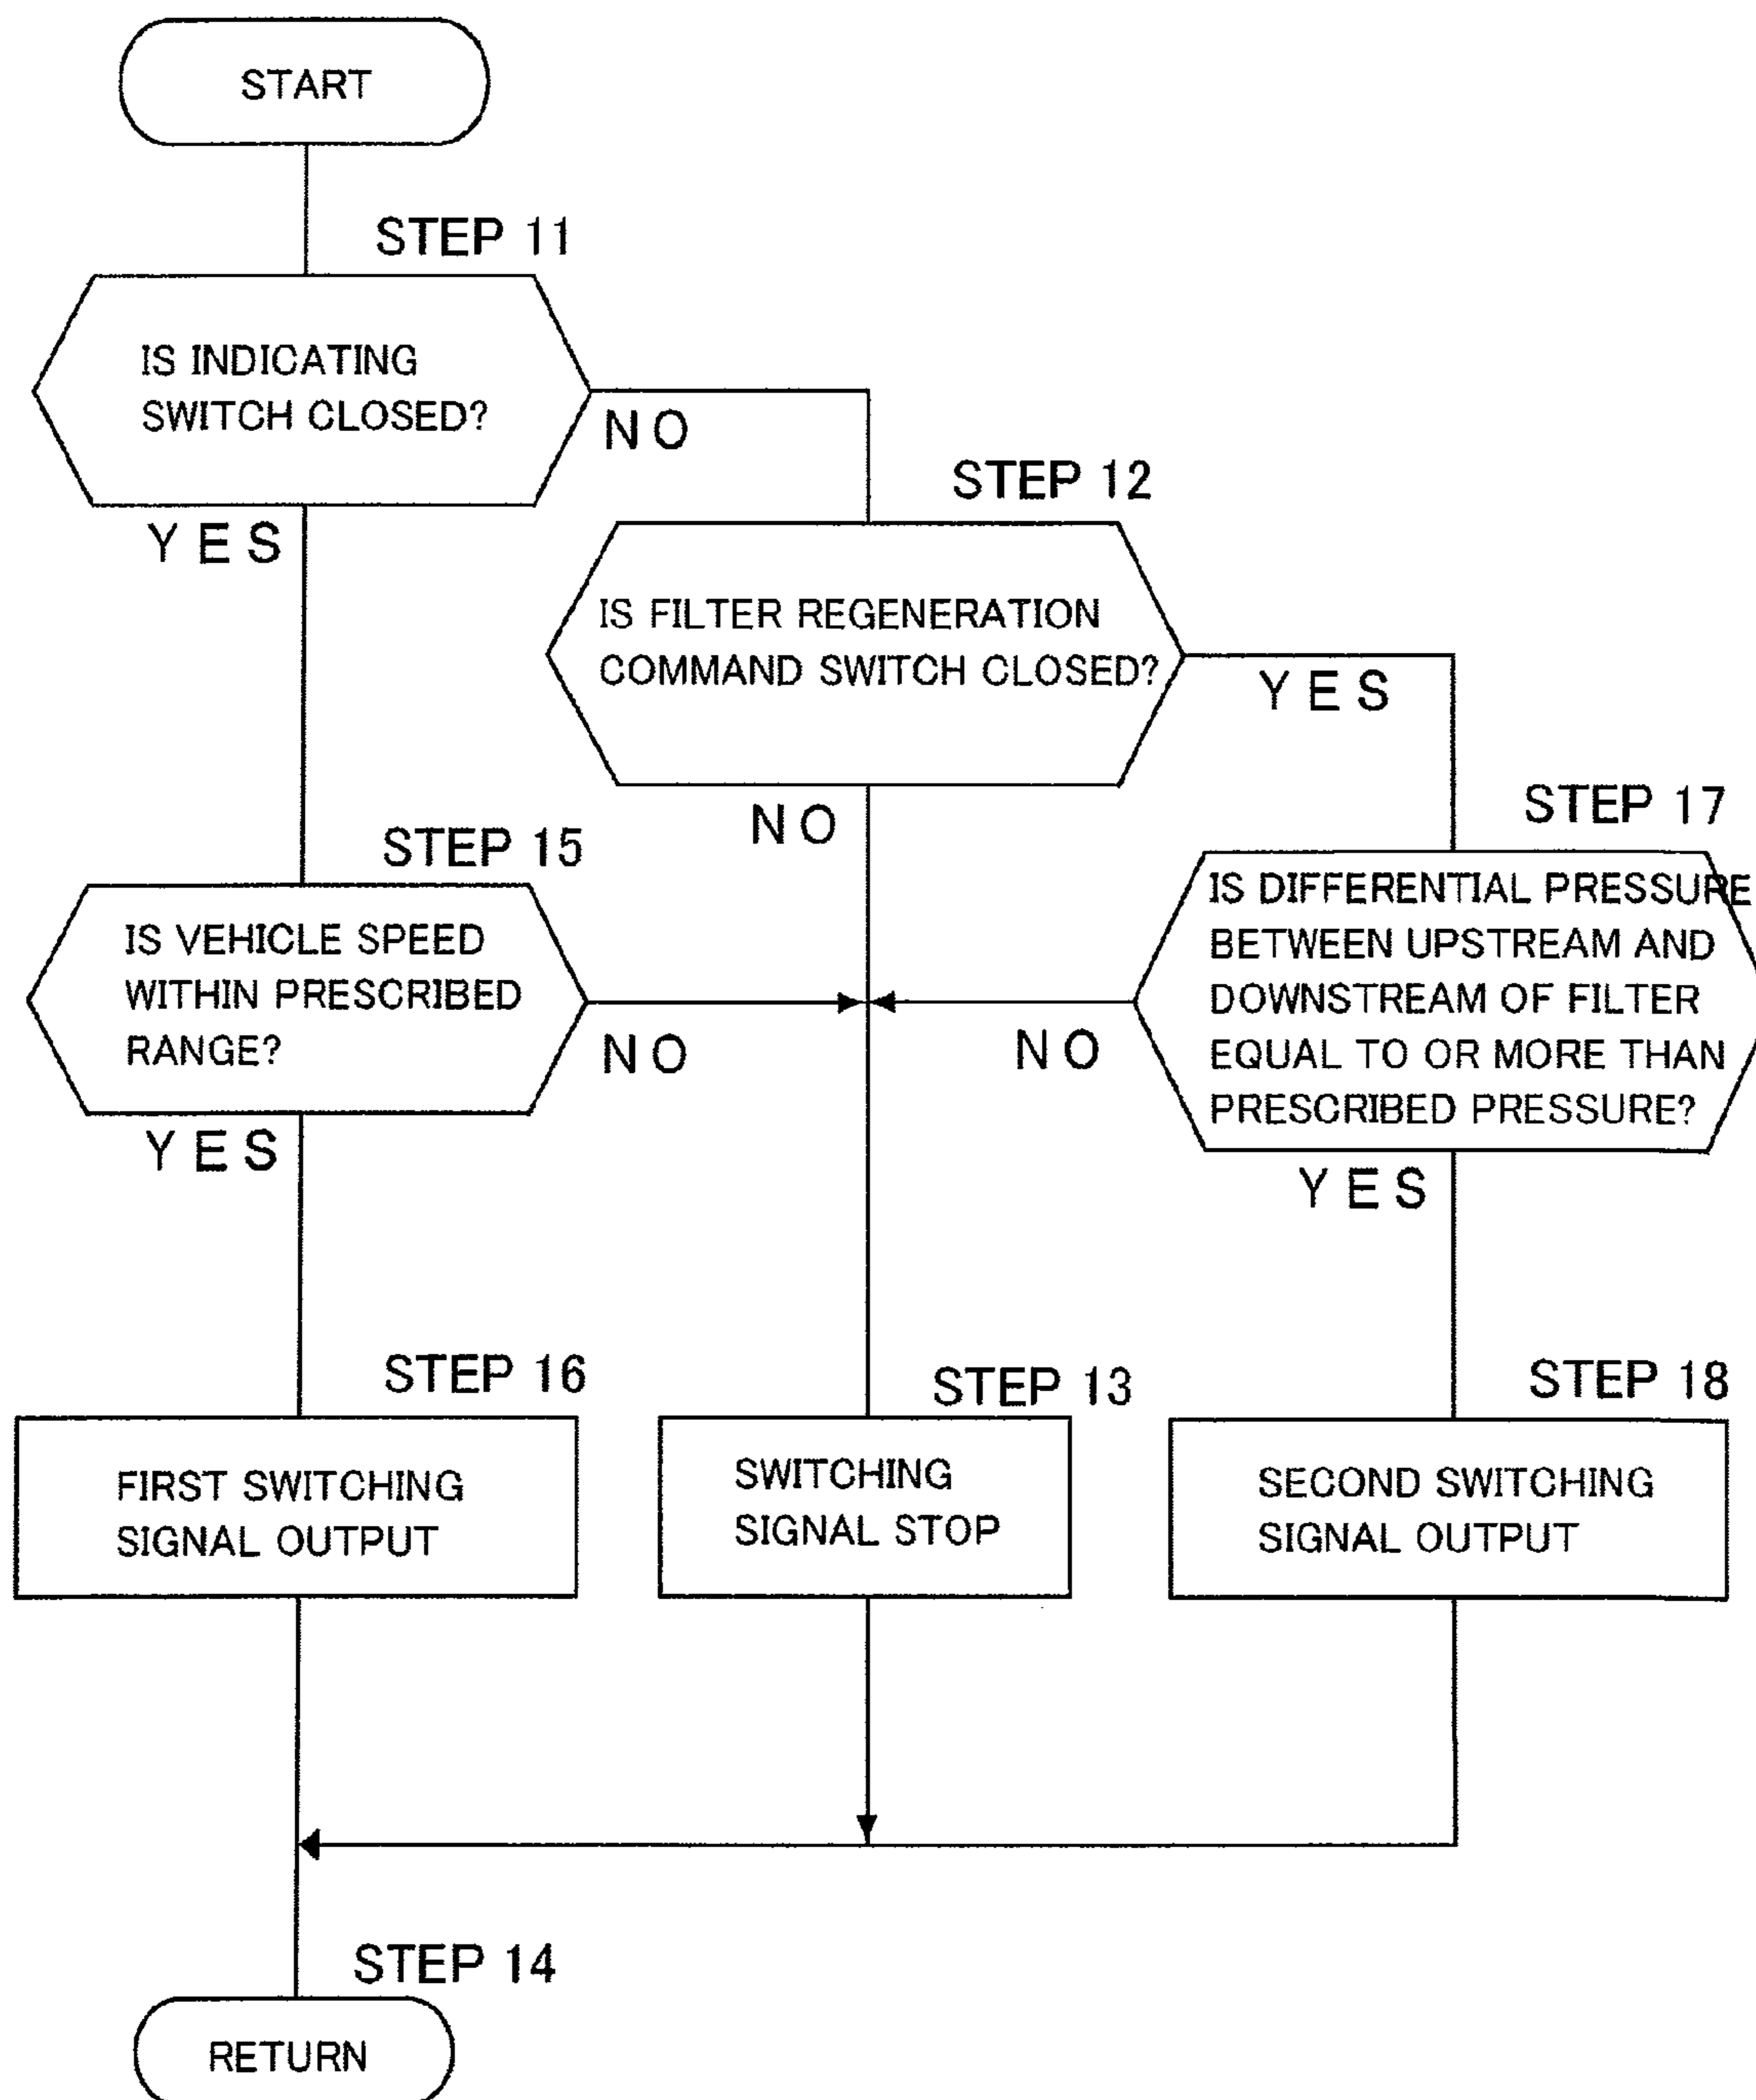 START
STEP 11
IS INDICATING
SWITCH CLOSED?
NO
YES
STEP 12
IS FILTER REGENERATION
COMMAND SWITCH CLOSED?
YES
NO
STEP 15
IS VEHICLE SPEED
WITHIN PRESCRIBED
RANGE?
NO
YES
STEP 17
IS DIFFERENTIAL PRESSURE
BETWEEN UPSTREAM AND
DOWNSTREAM OF FILTER
EQUAL TO OR MORE THAN
PRESCRIBED PRESSURE?
NO
YES
STEP 16
FIRST SWITCHING
SIGNAL OUTPUT
STEP 13
SWITCHING
SIGNAL STOP
STEP 18
SECOND SWITCHING
SIGNAL OUTPUT
STEP 14
RETURN